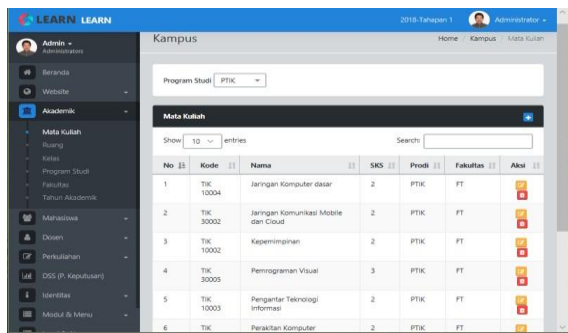 LEARN LEARN
2018-Tahapan 1
Administrator
Admin
Administrators
Beranda
Website
Akademik
Mata Kuliah
Ruang
Kelas
Program Studi
Fakultas
Tahun Akademik
Mahasiswa
Dosen
Perkuliahan
DSS (P. Keputusan)
Identitas
Modul & Menu
Kampus
Home / Kampus / Mata Kuliah
Program Studi PTIK
Mata Kuliah
Show 10 entries Search:
No Kode Nama SKS Prodi Fakultas Aksi
1 TIK 10004 Jaringan Komputer dasar 2 PTIK FT
2 TIK 30002 Jaringan Komunikasi Mobile dan Cloud 2 PTIK FT
3 TIK 10002 Kepemimpinan 2 PTIK FT
4 TIK 30005 Pemrograman Visual 3 PTIK FT
5 TIK 10003 Pengantar Teknologi Informasi 2 PTIK FT
6 TIK Perakitan Komputer 2 PTIK FT